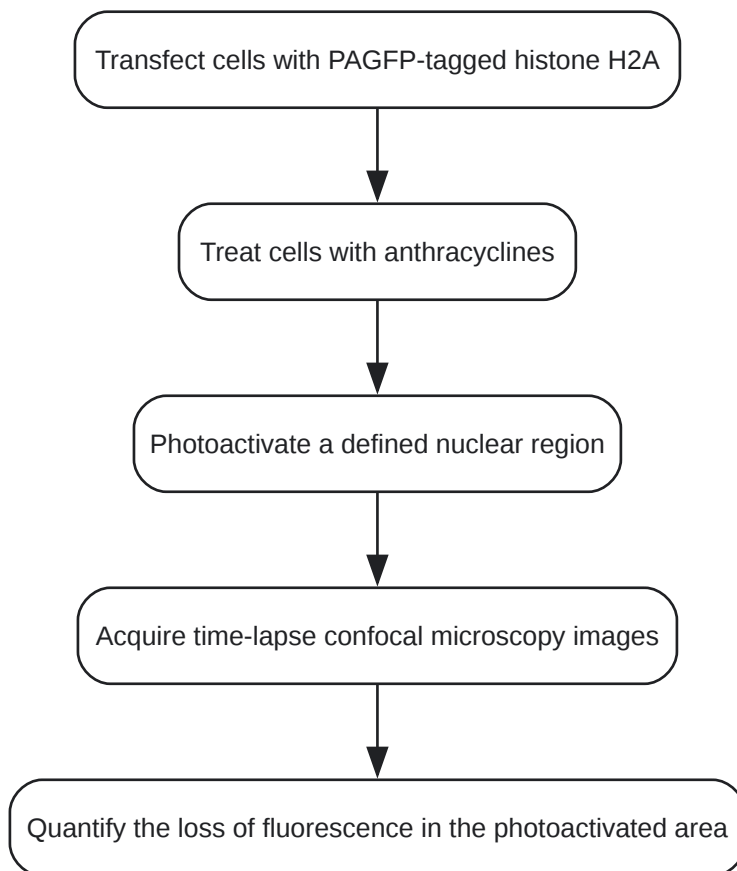 Transfect cells with PAGFP-tagged histone H2A
Treat cells with anthracyclines
Photoactivate a defined nuclear region
Acquire time-lapse confocal microscopy images
Quantify the loss of fluorescence in the photoactivated area